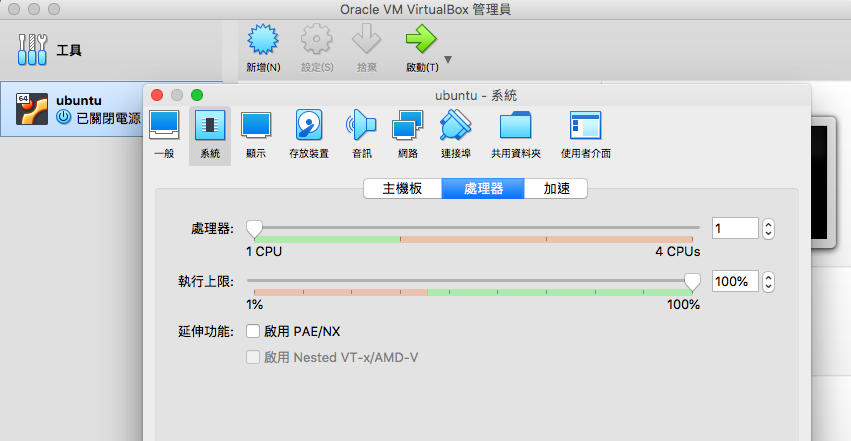 Oracle VM VirtualBox 管理員
工具
新增(N) 設定(S) 捨棄 啟動(T)
64
ubuntu
已關閉電源
ubuntu - 系統
一般 系統 顯示 存放裝置 音訊 網路 連接埠 共用資料夾 使用者介面
主機板 處理器 加速
處理器: 1
1 CPU 4 CPUs
執行上限: 100%
1% 100%
延伸功能: 啟用 PAE/NX
啟用 Nested VT-x/AMD-V